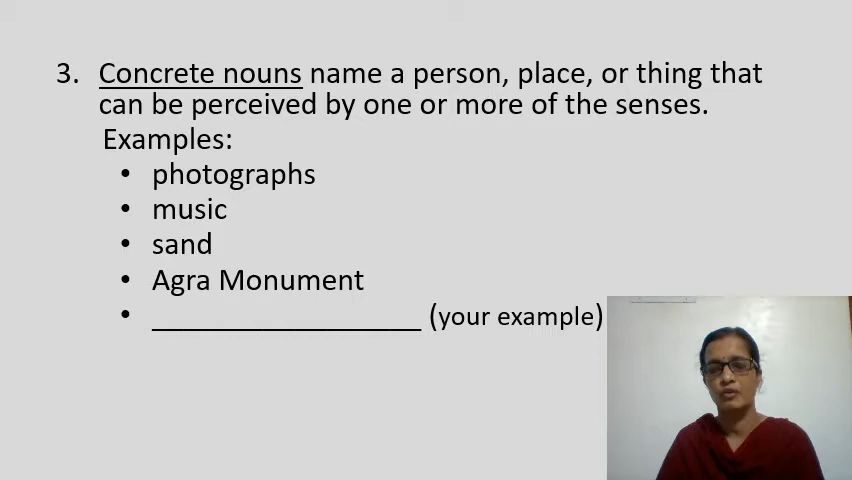 3. Concrete nouns name a person, place, or thing that
can be perceived by one or more of the senses.
Examples:
• photographs
• music
• sand
• Agra Monument
• ___________________ (your example)